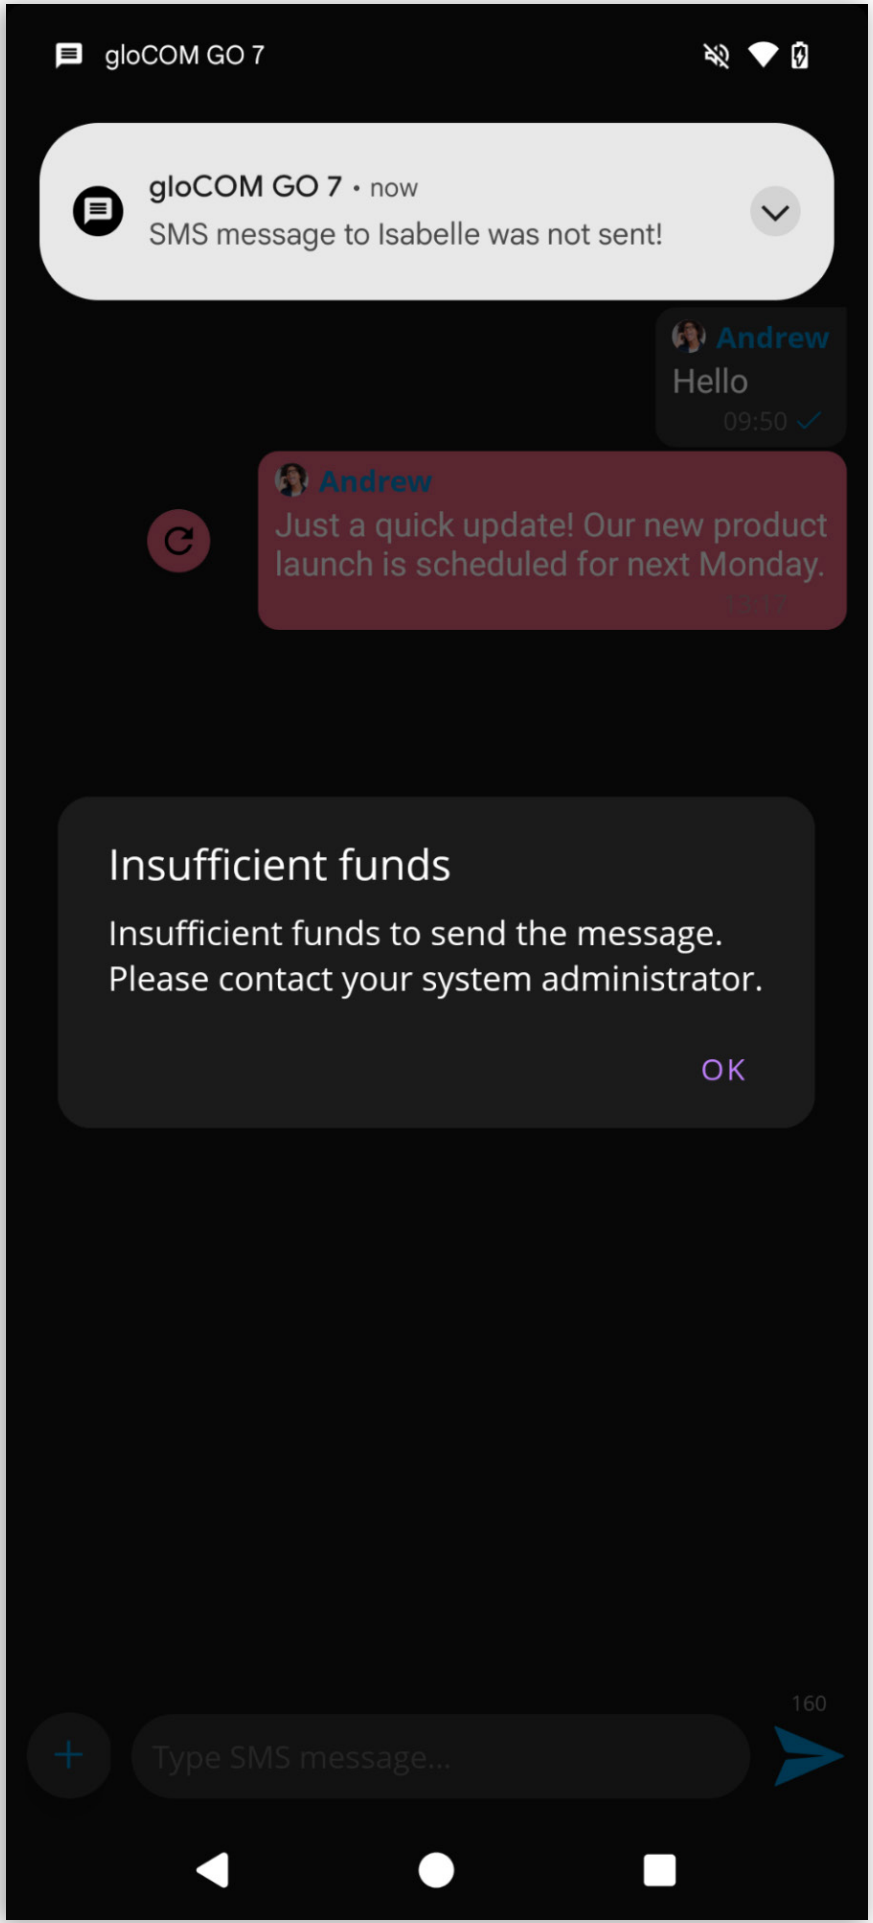 gloCOM GO 7
gloCOM GO 7 • now
SMS message to Isabelle was not sent!
Andrew
Hello
09:50
Andrew
Just a quick update! Our new product
launch is scheduled for next Monday.
13:17
Insufficient funds
Insufficient funds to send the message.
Please contact your system administrator.
OK
160
Type SMS message...